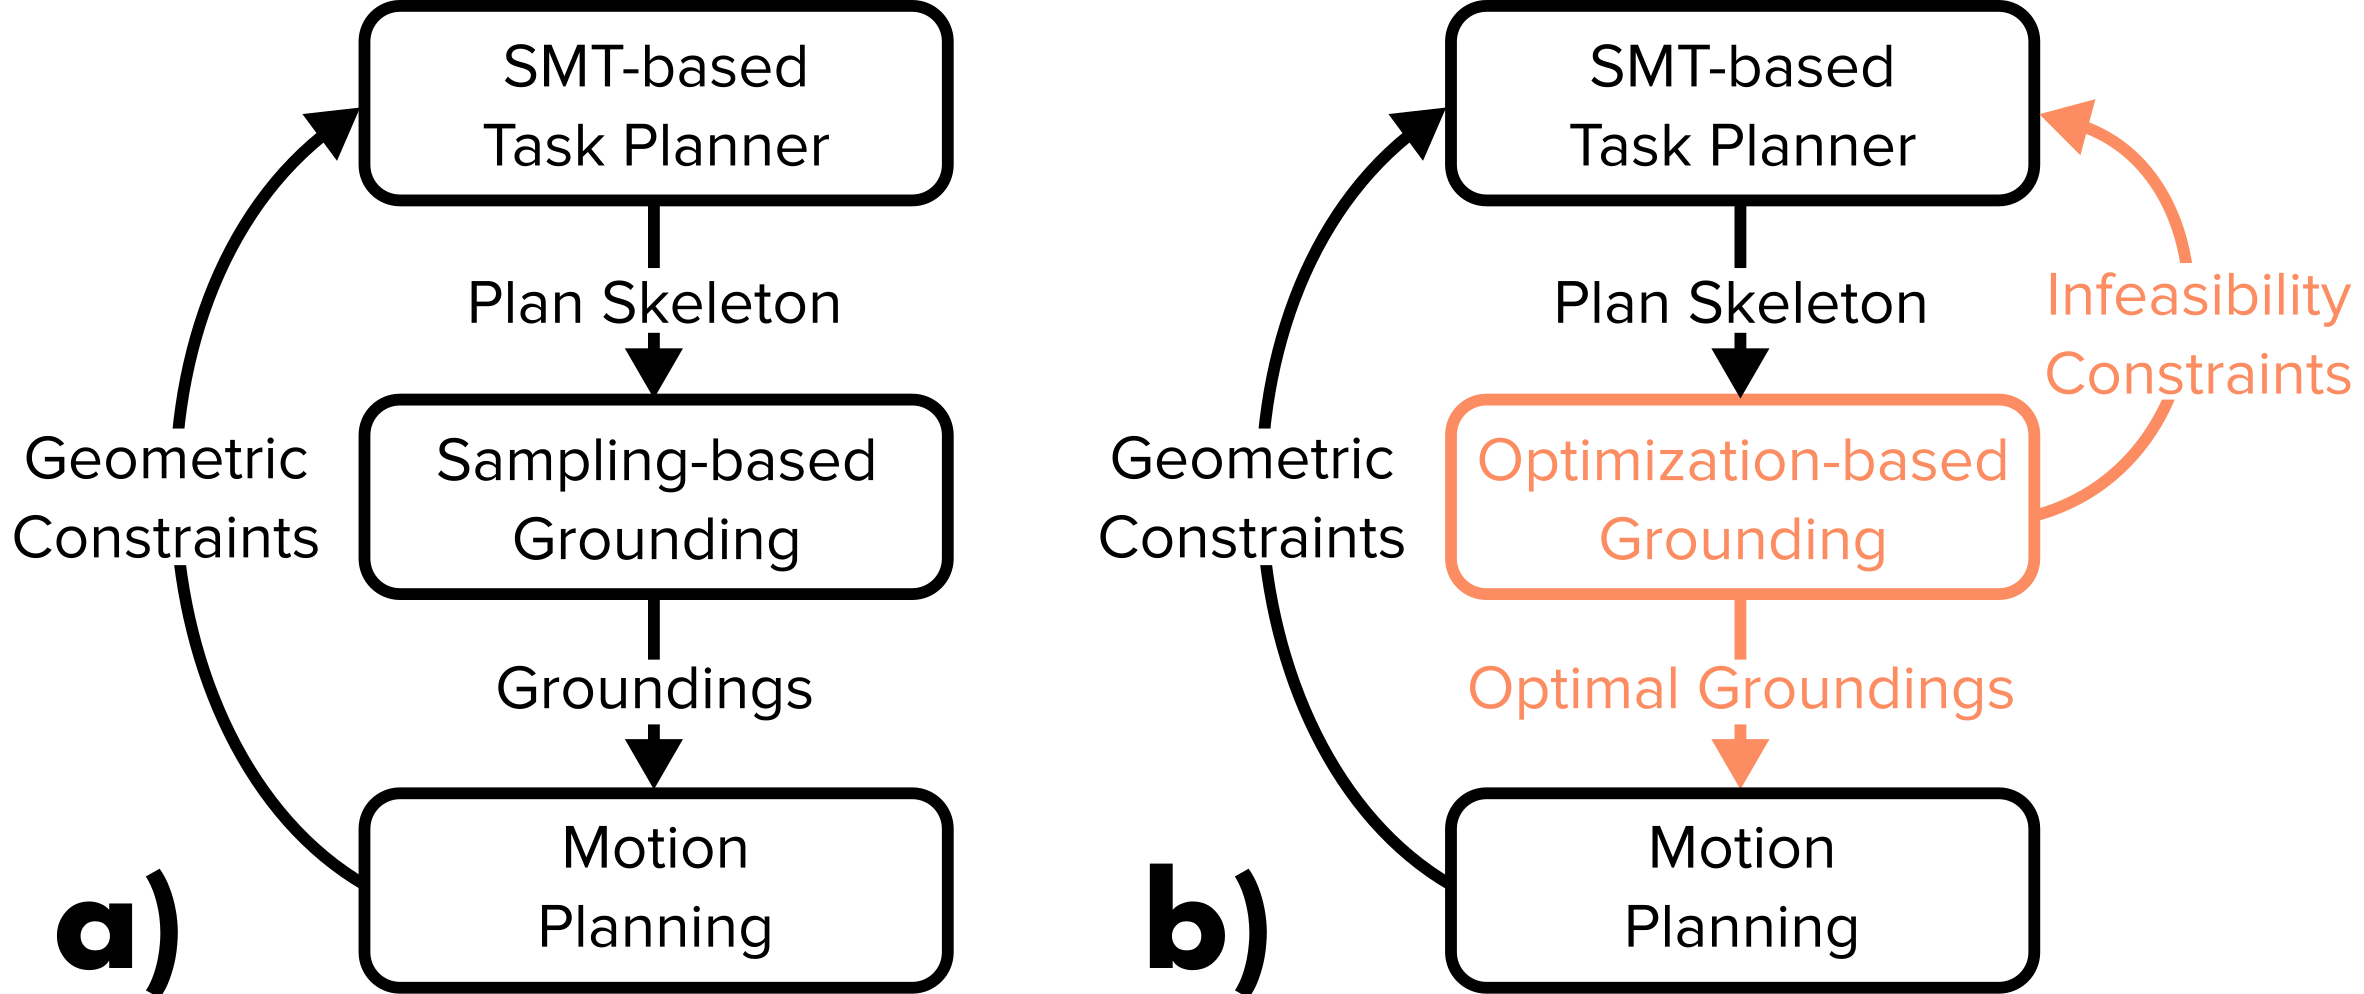 SMT-based
Task Planner
Plan Skeleton
Geometric
Constraints
Sampling-based
Grounding
Groundings
Motion
Planning
a)
SMT-based
Task Planner
Plan Skeleton
Infeasibility
Constraints
Geometric
Constraints
Optimization-based
Grounding
Optimal Groundings
Motion
Planning
b)